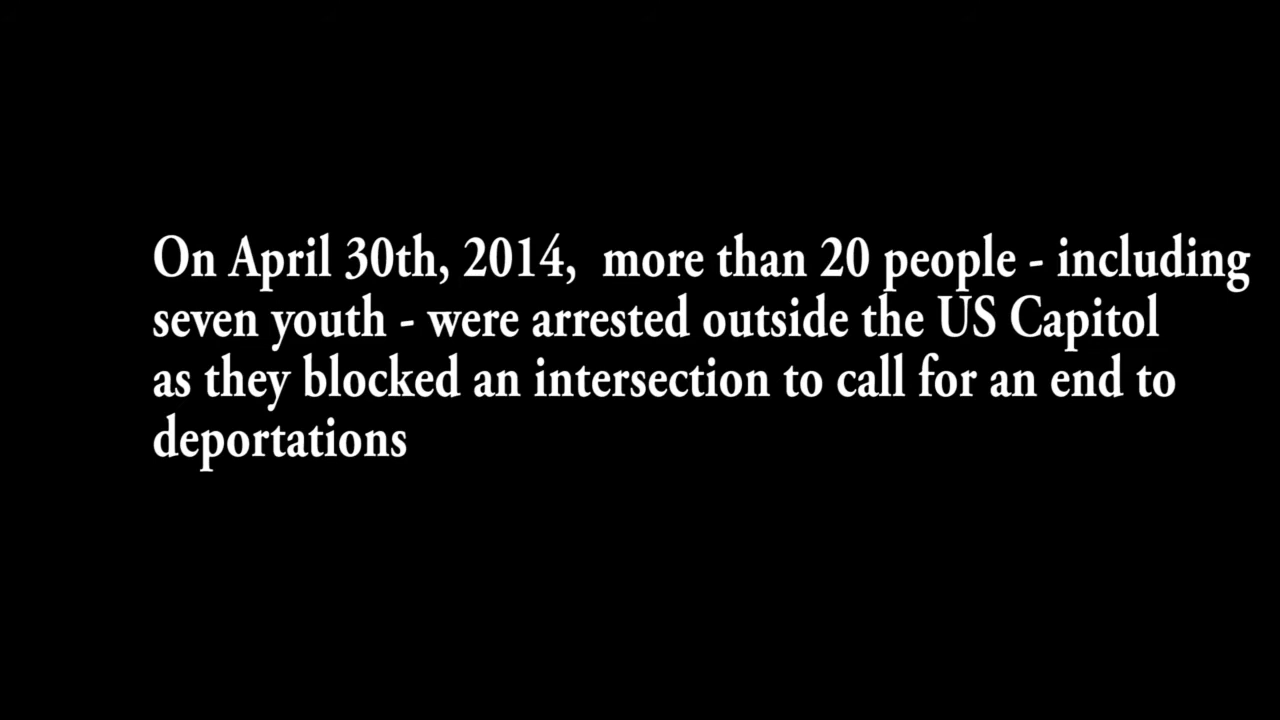 On April 30th, 2014,  more than 20 people - including
seven youth - were arrested outside the US Capitol
as they blocked an intersection to call for an end to
deportations